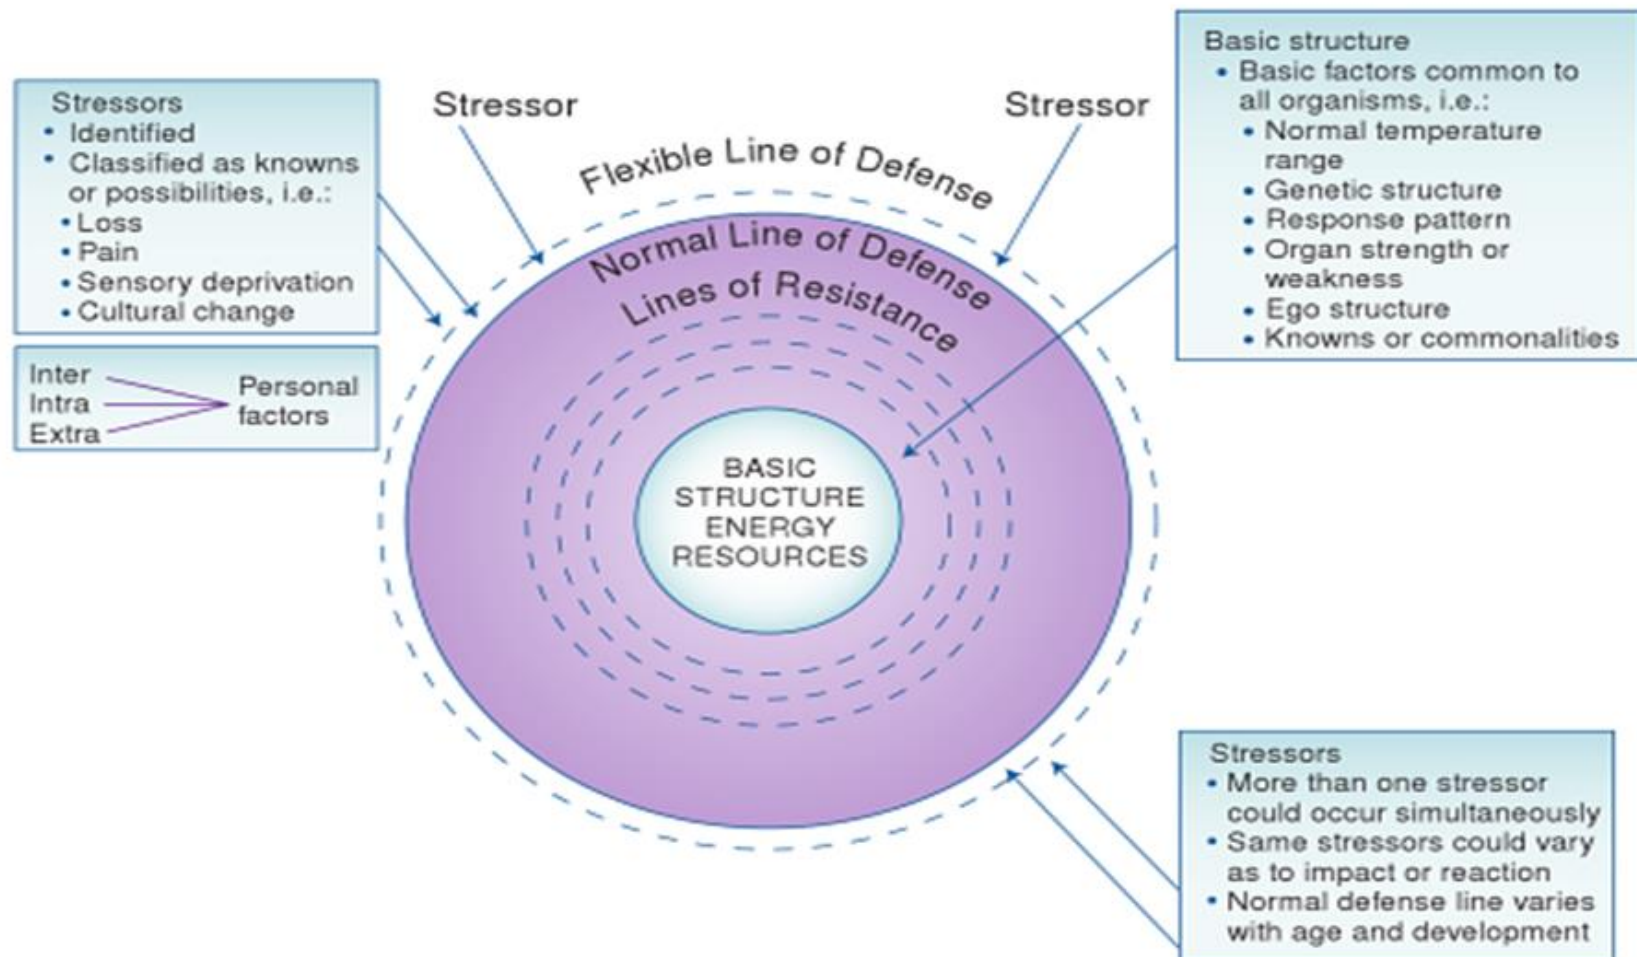 Stressors
• Identified
• Classified as knowns
or possibilities, i.e.:
• Loss
• Pain
• Sensory deprivation
• Cultural change
Inter
Intra
Extra
Personal
factors
Stressor
Stressor
Flexible Line of Defense
Normal Line of Defense
Lines of Resistance
BASIC
STRUCTURE
ENERGY
RESOURCES
Basic structure
• Basic factors common to
all organisms, i.e.:
• Normal temperature
range
• Genetic structure
• Response pattern
• Organ strength or
weakness
• Ego structure
• Knowns or commonalities
Stressors
• More than one stressor
could occur simultaneously
• Same stressors could vary
as to impact or reaction
• Normal defense line varies
with age and development